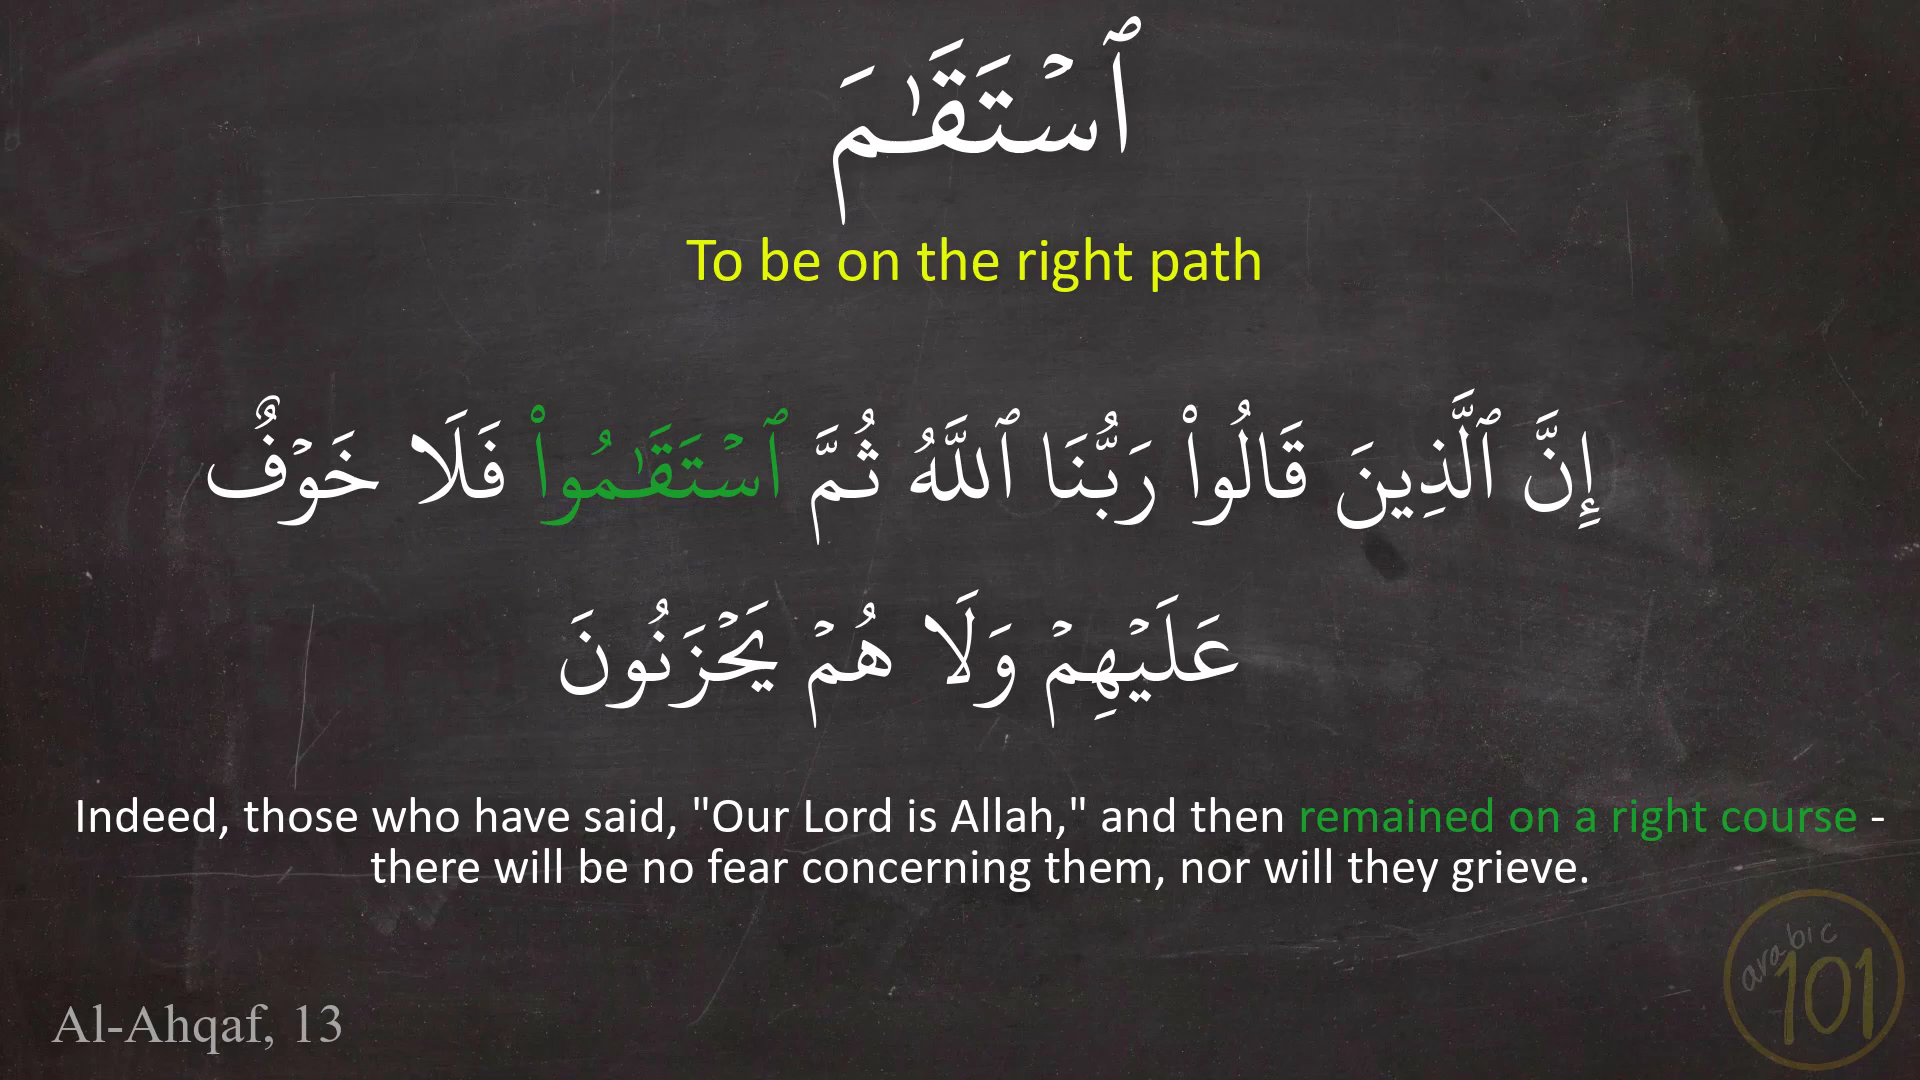 ٱسۡتَقَـٰمَ
To be on the right path
إِنَّ ٱلَّذِينَ قَالُوا۟ رَبُّنَا ٱللَّهُ ثُمَّ ٱسۡتَقَـٰمُوا۟ فَلَا خَوۡفٌ
عَلَيۡهِمۡ وَلَا هُمۡ يَحۡزَنُونَ
Indeed, those who have said, "Our Lord is Allah," and then remained on a right course -
there will be no fear concerning them, nor will they grieve.
Al-Ahqaf, 13
arabic
101